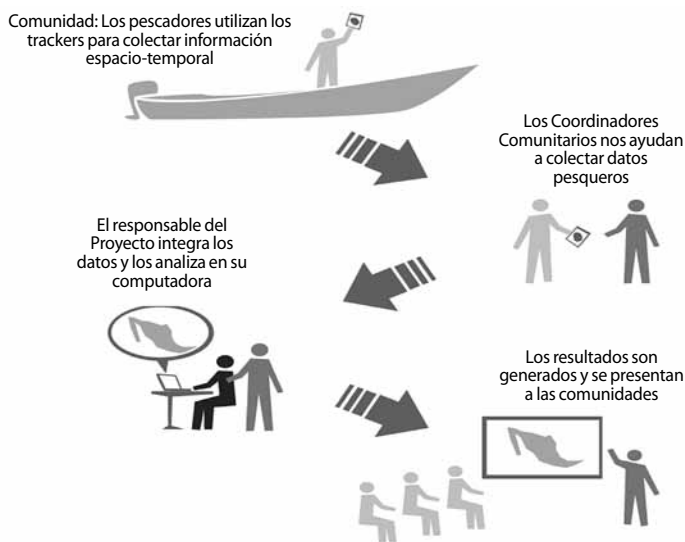 Comunidad: Los pescadores utilizan los
trackers para colectar información
espacio-temporal
Los Coordinadores
Comunitarios nos ayudan
a colectar datos
pesqueros
El responsable del
Proyecto integra los
datos y los analiza en su
computadora
Los resultados son
generados y se presentan
a las comunidades